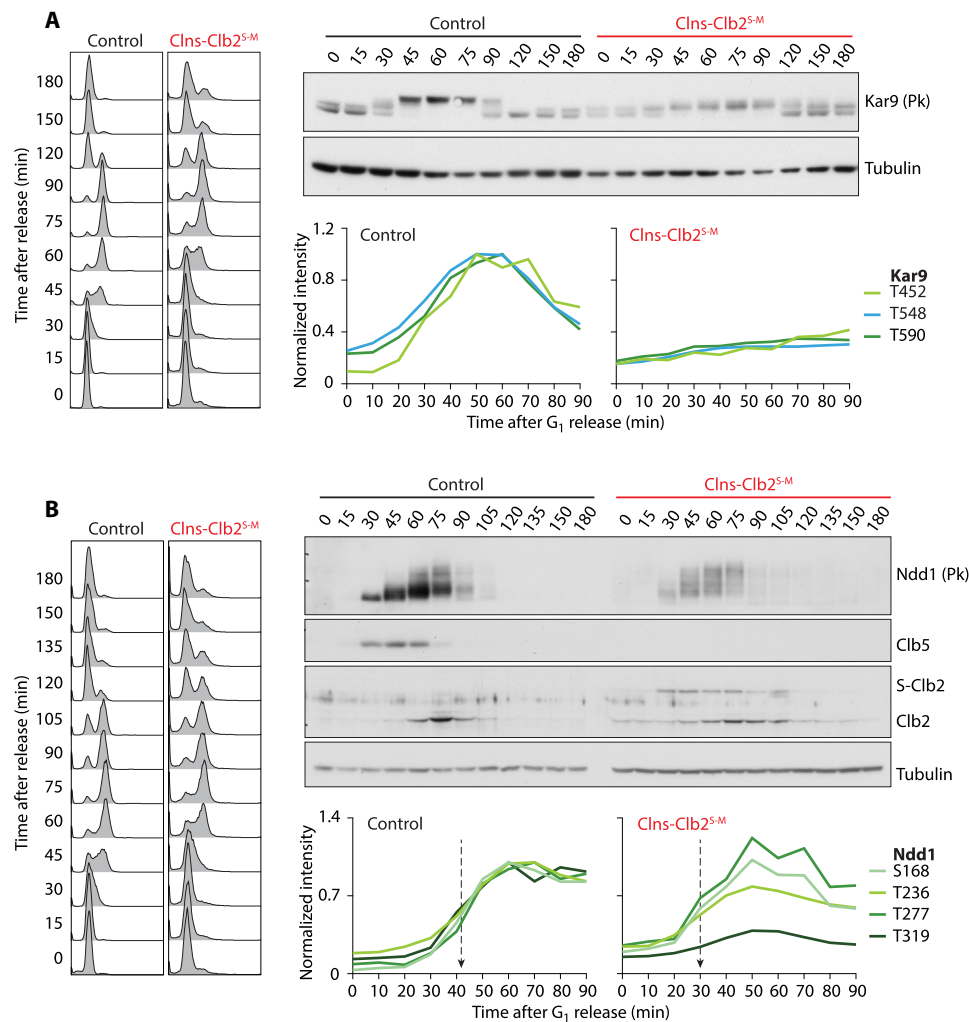 A
Control
Clns-Clb2S-M
Time after release (min)
180
150
120
90
75
60
45
30
15
0
Control
Clns-Clb2S-M
0 15 30 45 60 75 90 120 150 180 0 15 30 45 60 75 90 120 150 180
Kar9 (Pk)
Tubulin
Normalized intensity
Control
Clns-Clb2S-M
1.2
0.8
0.4
0
0 10 20 30 40 50 60 70 80 90 0 10 20 30 40 50 60 70 80 90
Time after G1 release (min)
Kar9
T452
T548
T590
B
Control
Clns-Clb2S-M
Time after release (min)
180
150
135
120
105
90
75
60
45
30
15
0
Control
Clns-Clb2S-M
0 15 30 45 60 75 90 105 120 135 150 180 0 15 30 45 60 75 90 105 120 135 150 180
Ndd1 (Pk)
Clb5
S-Clb2
Clb2
Tubulin
Normalized intensity
Control
Clns-Clb2S-M
1.4
0.7
0
0 10 20 30 40 50 60 70 80 90 0 10 20 30 40 50 60 70 80 90
Time after G1 release (min)
Ndd1
S168
T236
T277
T319